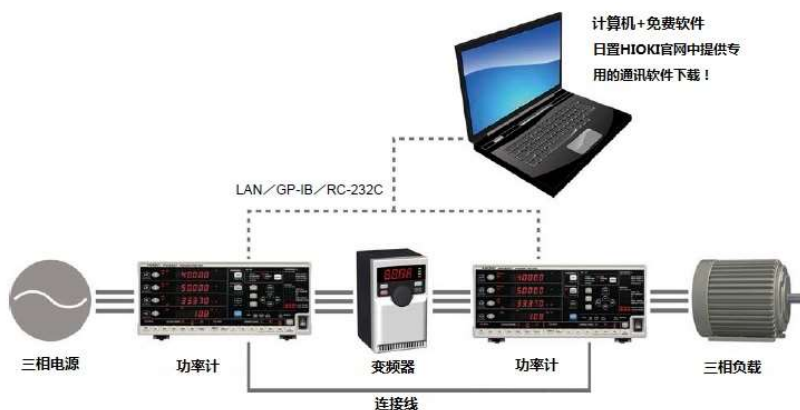 计算机+免费软件
日置HIOKI官网中提供专
用的通讯软件下载！
LAN／GP-IB／RC-232C
三相电源
功率计
变频器
功率计
三相负载
连接线